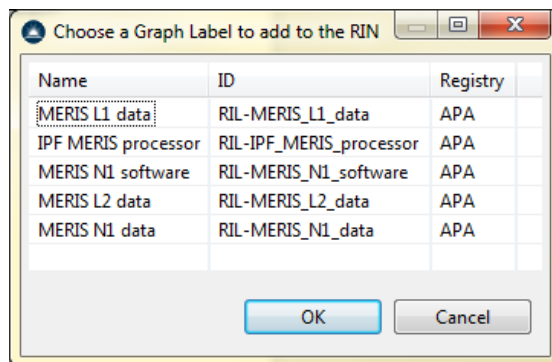 Choose a Graph Label to add to the RIN
Name ID Registry
MERIS L1 data RIL-MERIS_L1_data APA
IPF MERIS processor RIL-IPF_MERIS_processor APA
MERIS N1 software RIL-MERIS_N1_software APA
MERIS L2 data RIL-MERIS_L2_data APA
MERIS N1 data RIL-MERIS_N1_data APA
OK Cancel